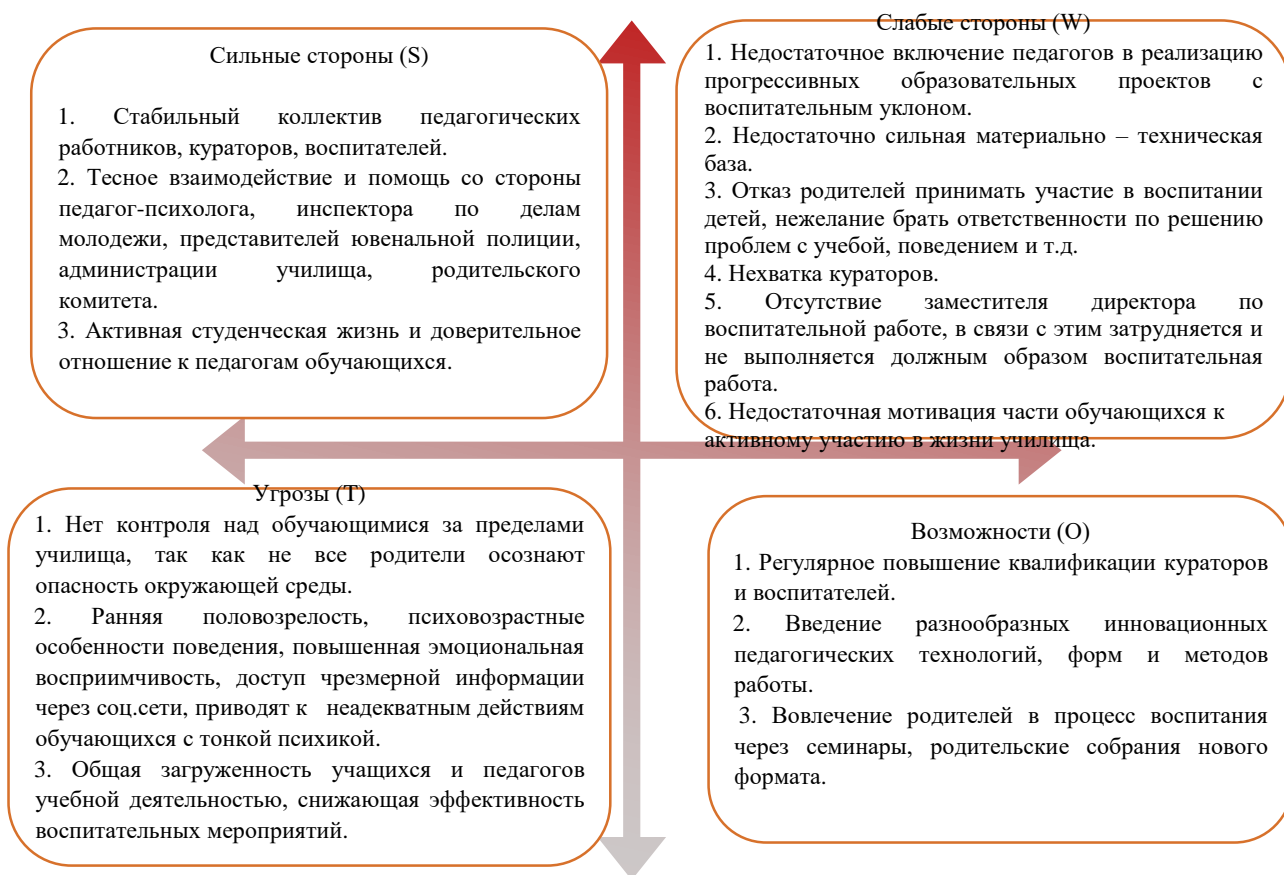 Сильные стороны (S)
1. Стабильный коллектив педагогических
работников, кураторов, воспитателей.
2. Тесное взаимодействие и помощь со стороны
педагог-психолога, инспектора по делам
молодежи, представителей ювенальной полиции,
администрации училища, родительского
комитета.
3. Активная студенческая жизнь и доверительное
отношение к педагогам обучающихся.
Слабые стороны (W)
1. Недостаточное включение педагогов в реализацию
прогрессивных образовательных проектов с
воспитательным уклоном.
2. Недостаточно сильная материально – техническая
база.
3. Отказ родителей принимать участие в воспитании
детей, нежелание брать ответственности по решению
проблем с учебой, поведением и т.д.
4. Нехватка кураторов.
5. Отсутствие заместителя директора по
воспитательной работе, в связи с этим затрудняется и
не выполняется должным образом воспитательная
работа.
6. Недостаточная мотивация части обучающихся к
активному участию в жизни училища.
Угрозы (T)
1. Нет контроля над обучающимися за пределами
училища, так как не все родители осознают
опасность окружающей среды.
2. Ранняя половозрелость, психовозрастные
особенности поведения, повышенная эмоциональная
восприимчивость, доступ чрезмерной информации
через соц.сети, приводят к неадекватным действиям
обучающихся с тонкой психикой.
3. Общая загруженность учащихся и педагогов
учебной деятельностью, снижающая эффективность
воспитательных мероприятий.
Возможности (O)
1. Регулярное повышение квалификации кураторов
и воспитателей.
2. Введение разнообразных инновационных
педагогических технологий, форм и методов
работы.
3. Вовлечение родителей в процесс воспитания
через семинары, родительские собрания нового
формата.